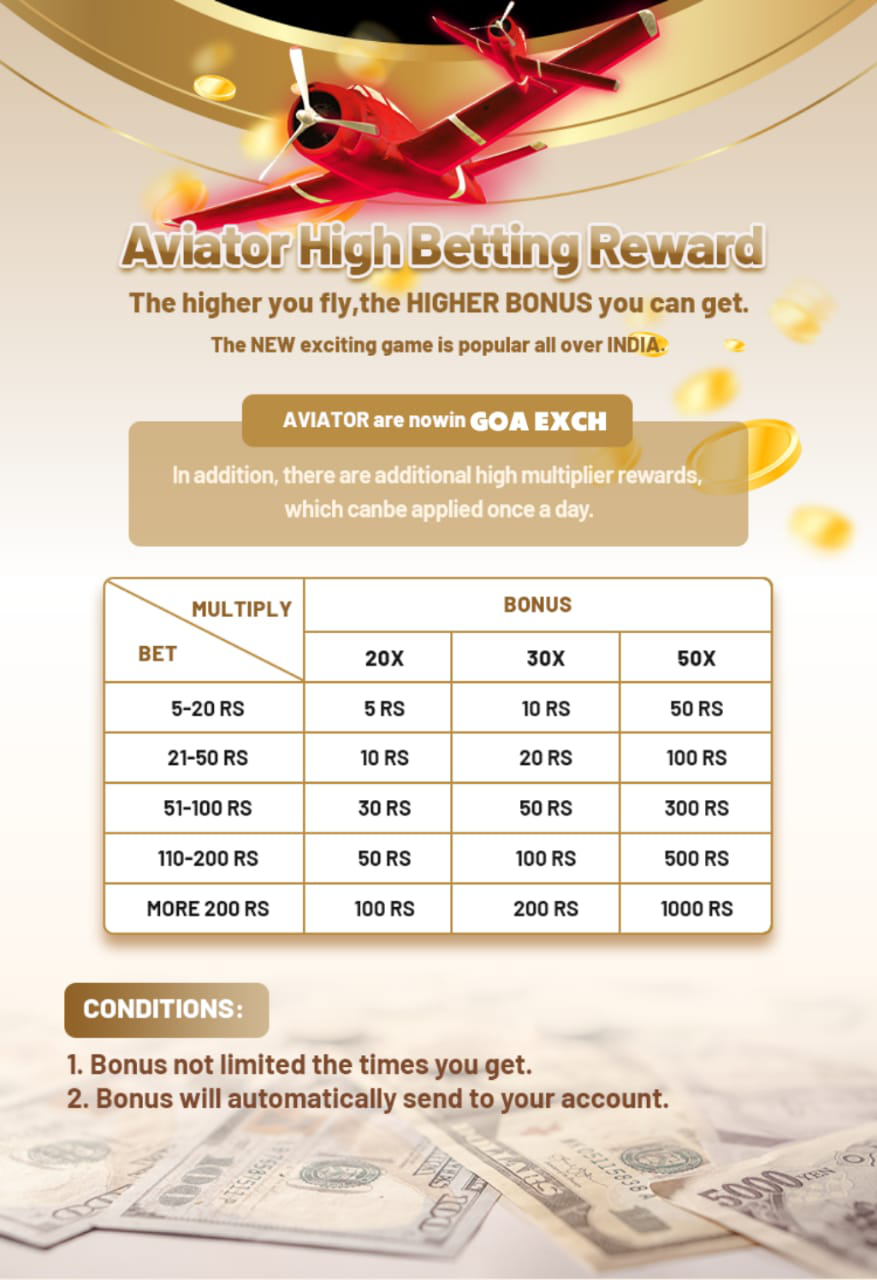 Aviator High Betting Reward
The higher you fly,the HIGHER BONUS you can get.
The NEW exciting game is popular all over INDIA.
AVIATOR are nowin GOA EXCH
In addition, there are additional high multiplier rewards,
which canbe applied once a day.
MULTIPLY BONUS
BET 20X 30X 50X
5-20 RS 5 RS 10 RS 50 RS
21-50 RS 10 RS 20 RS 100 RS
51-100 RS 30 RS 50 RS 300 RS
110-200 RS 50 RS 100 RS 500 RS
MORE 200 RS 100 RS 200 RS 1000 RS
CONDITIONS:
1. Bonus not limited the times you get.
2. Bonus will automatically send to your account.
100
5000 YEN